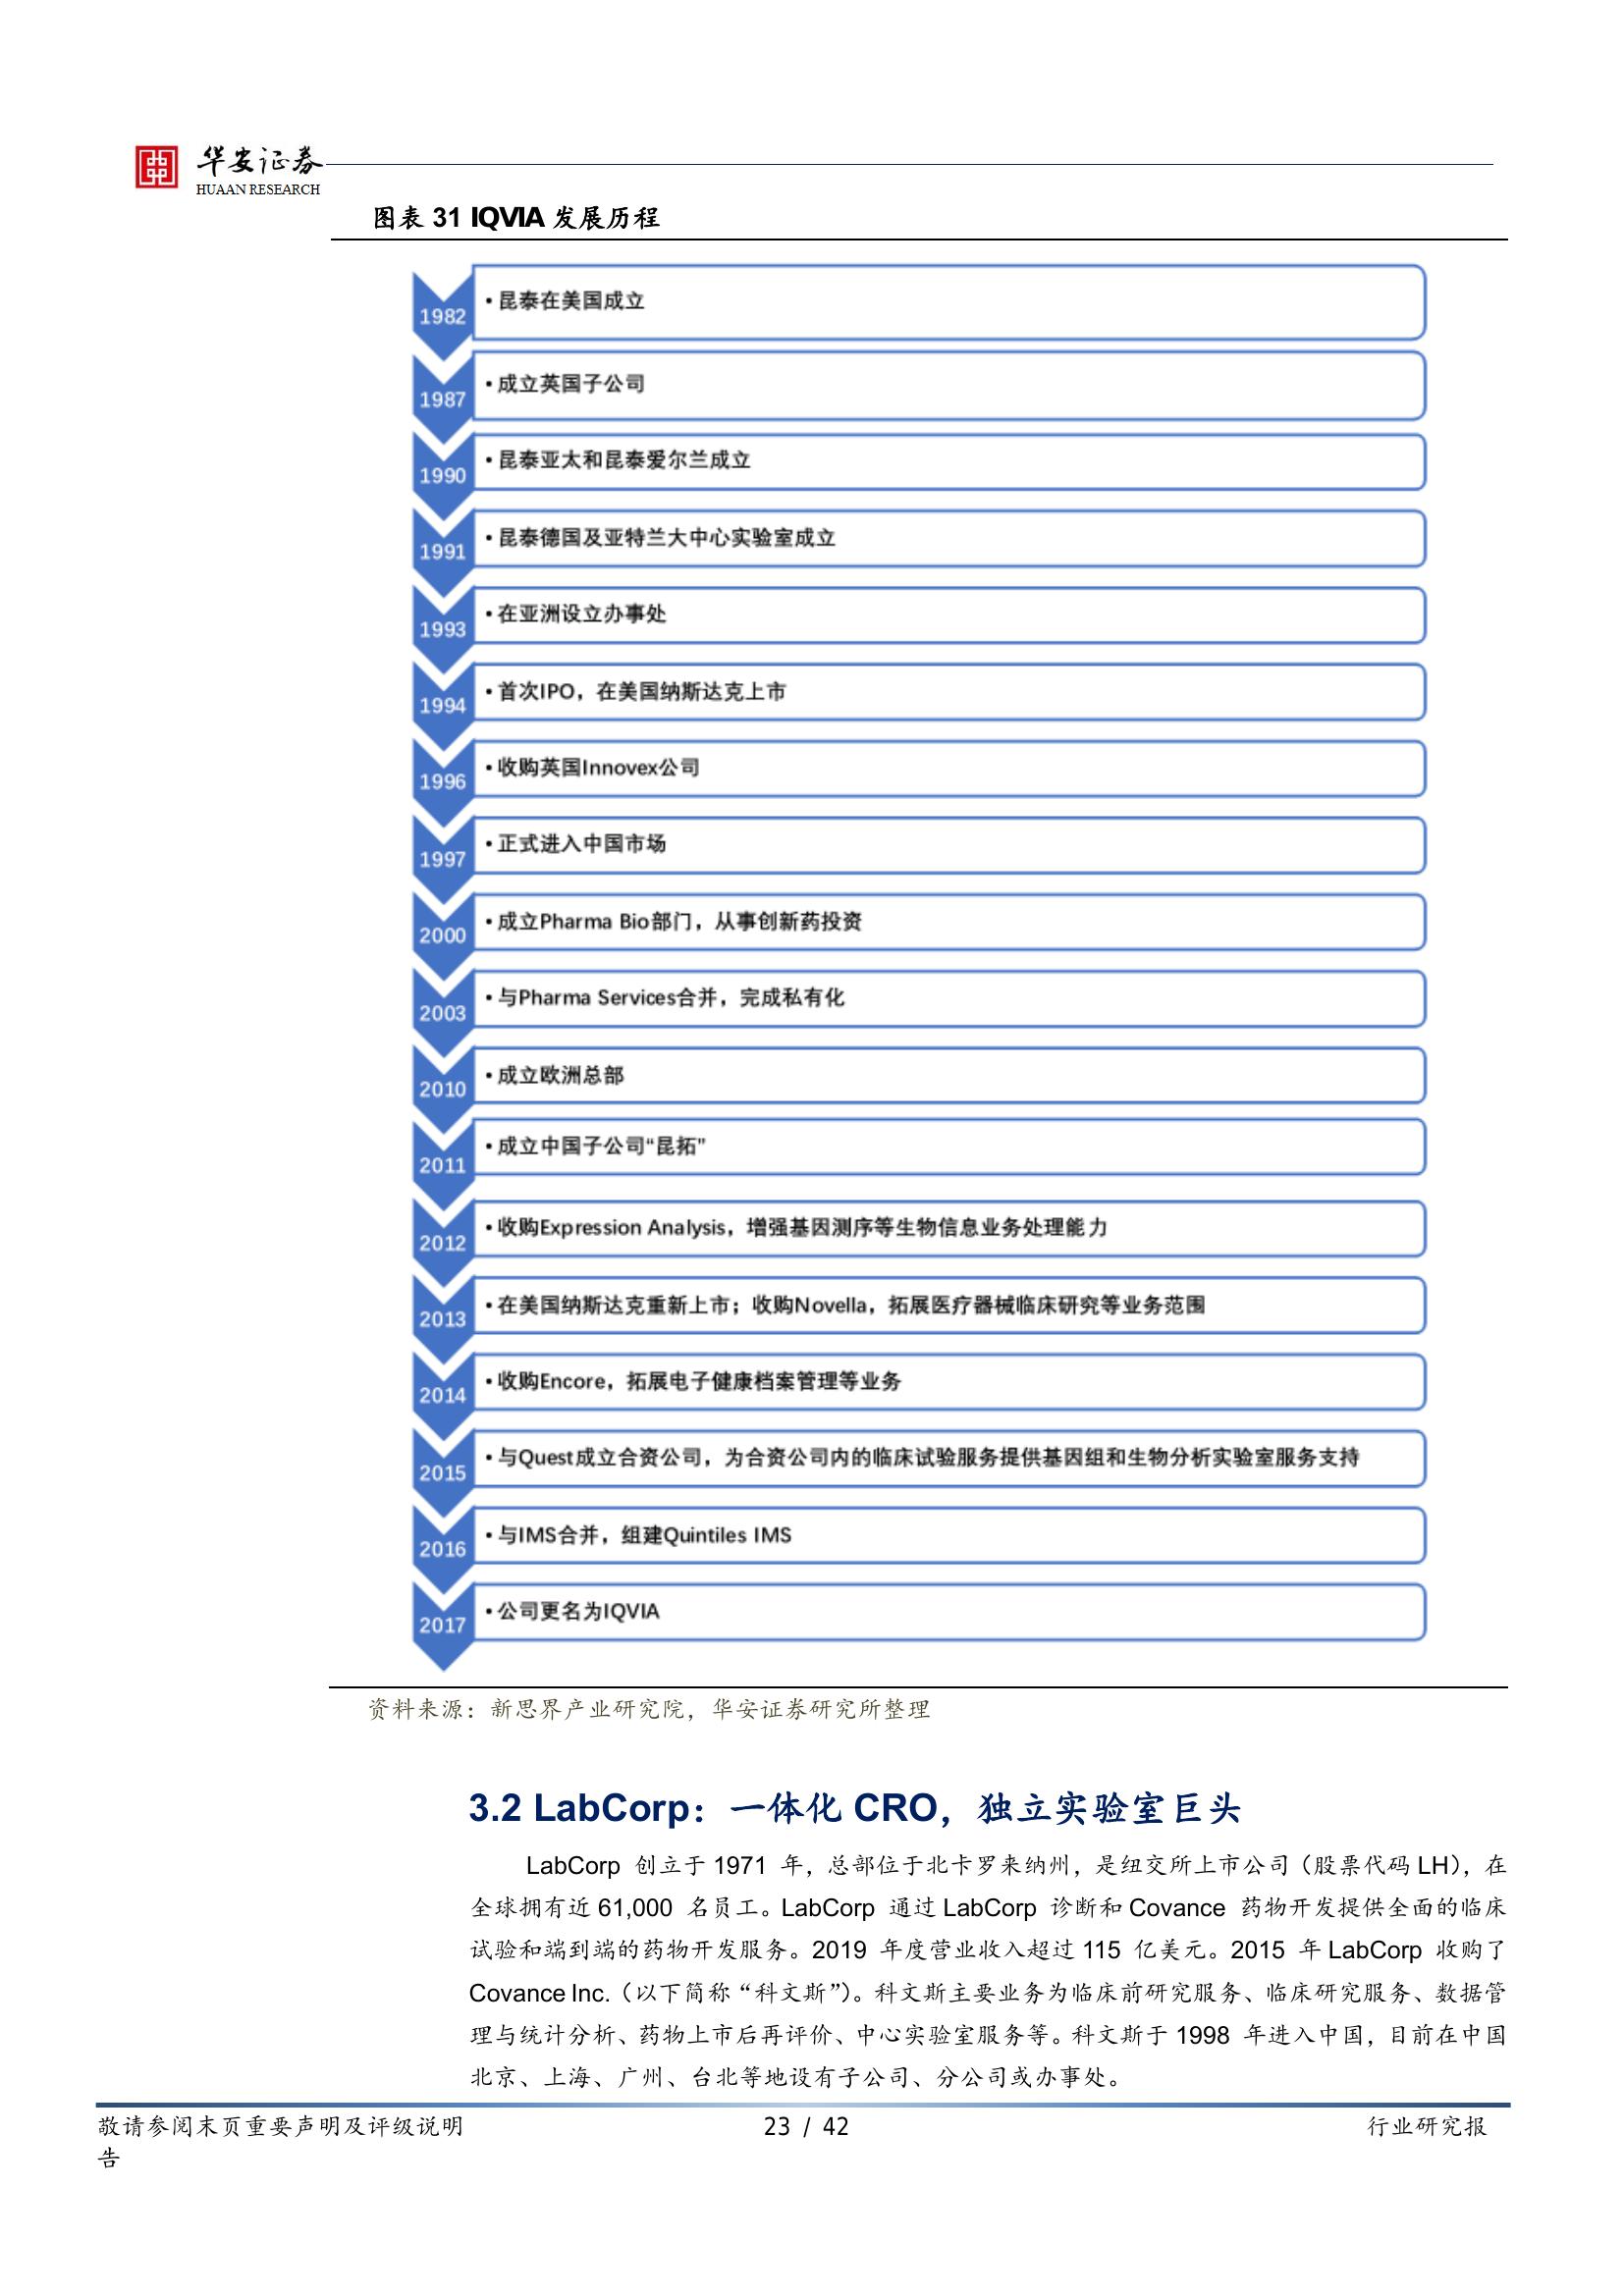 华安证券
HUAAN RESEARCH
图表 31 IQVIA 发展历程
1982
• 昆泰在美国成立
1987
• 成立英国子公司
1990
• 昆泰亚太和昆泰爱尔兰成立
1991
• 昆泰德国及亚特兰大中心实验室成立
1993
• 在亚洲设立办事处
1994
• 首次IPO，在美国纳斯达克上市
1996
• 收购英国Innovex公司
1997
• 正式进入中国市场
2000
• 成立Pharma Bio部门，从事创新药投资
2003
• 与Pharma Services合并，完成私有化
2010
• 成立欧洲总部
2011
• 成立中国子公司“昆拓”
2012
• 收购Expression Analysis，增强基因测序等生物信息业务处理能力
2013
• 在美国纳斯达克重新上市；收购Novella，拓展医疗器械临床研究等业务范围
2014
• 收购Encore，拓展电子健康档案管理等业务
2015
• 与Quest成立合资公司，为合资公司内的临床试验服务提供基因组和生物分析实验室服务支持
2016
• 与IMS合并，组建Quintiles IMS
2017
• 公司更名为IQVIA
资料来源：新思界产业研究院，华安证券研究所整理
3.2 LabCorp：一体化 CRO，独立实验室巨头
LabCorp 创立于 1971 年，总部位于北卡罗来纳州，是纽交所上市公司（股票代码 LH），在
全球拥有近 61,000 名员工。LabCorp 通过 LabCorp 诊断和 Covance 药物开发提供全面的临床
试验和端到端的药物开发服务。2019 年度营业收入超过 115 亿美元。2015 年 LabCorp 收购了
Covance Inc.（以下简称“科文斯”）。科文斯主要业务为临床前研究服务、临床研究服务、数据管
理与统计分析、药物上市后再评价、中心实验室服务等。科文斯于 1998 年进入中国，目前在中国
北京、上海、广州、台北等地设有子公司、分公司或办事处。
敬请参阅末页重要声明及评级说明 23 / 42 行业研究报
告